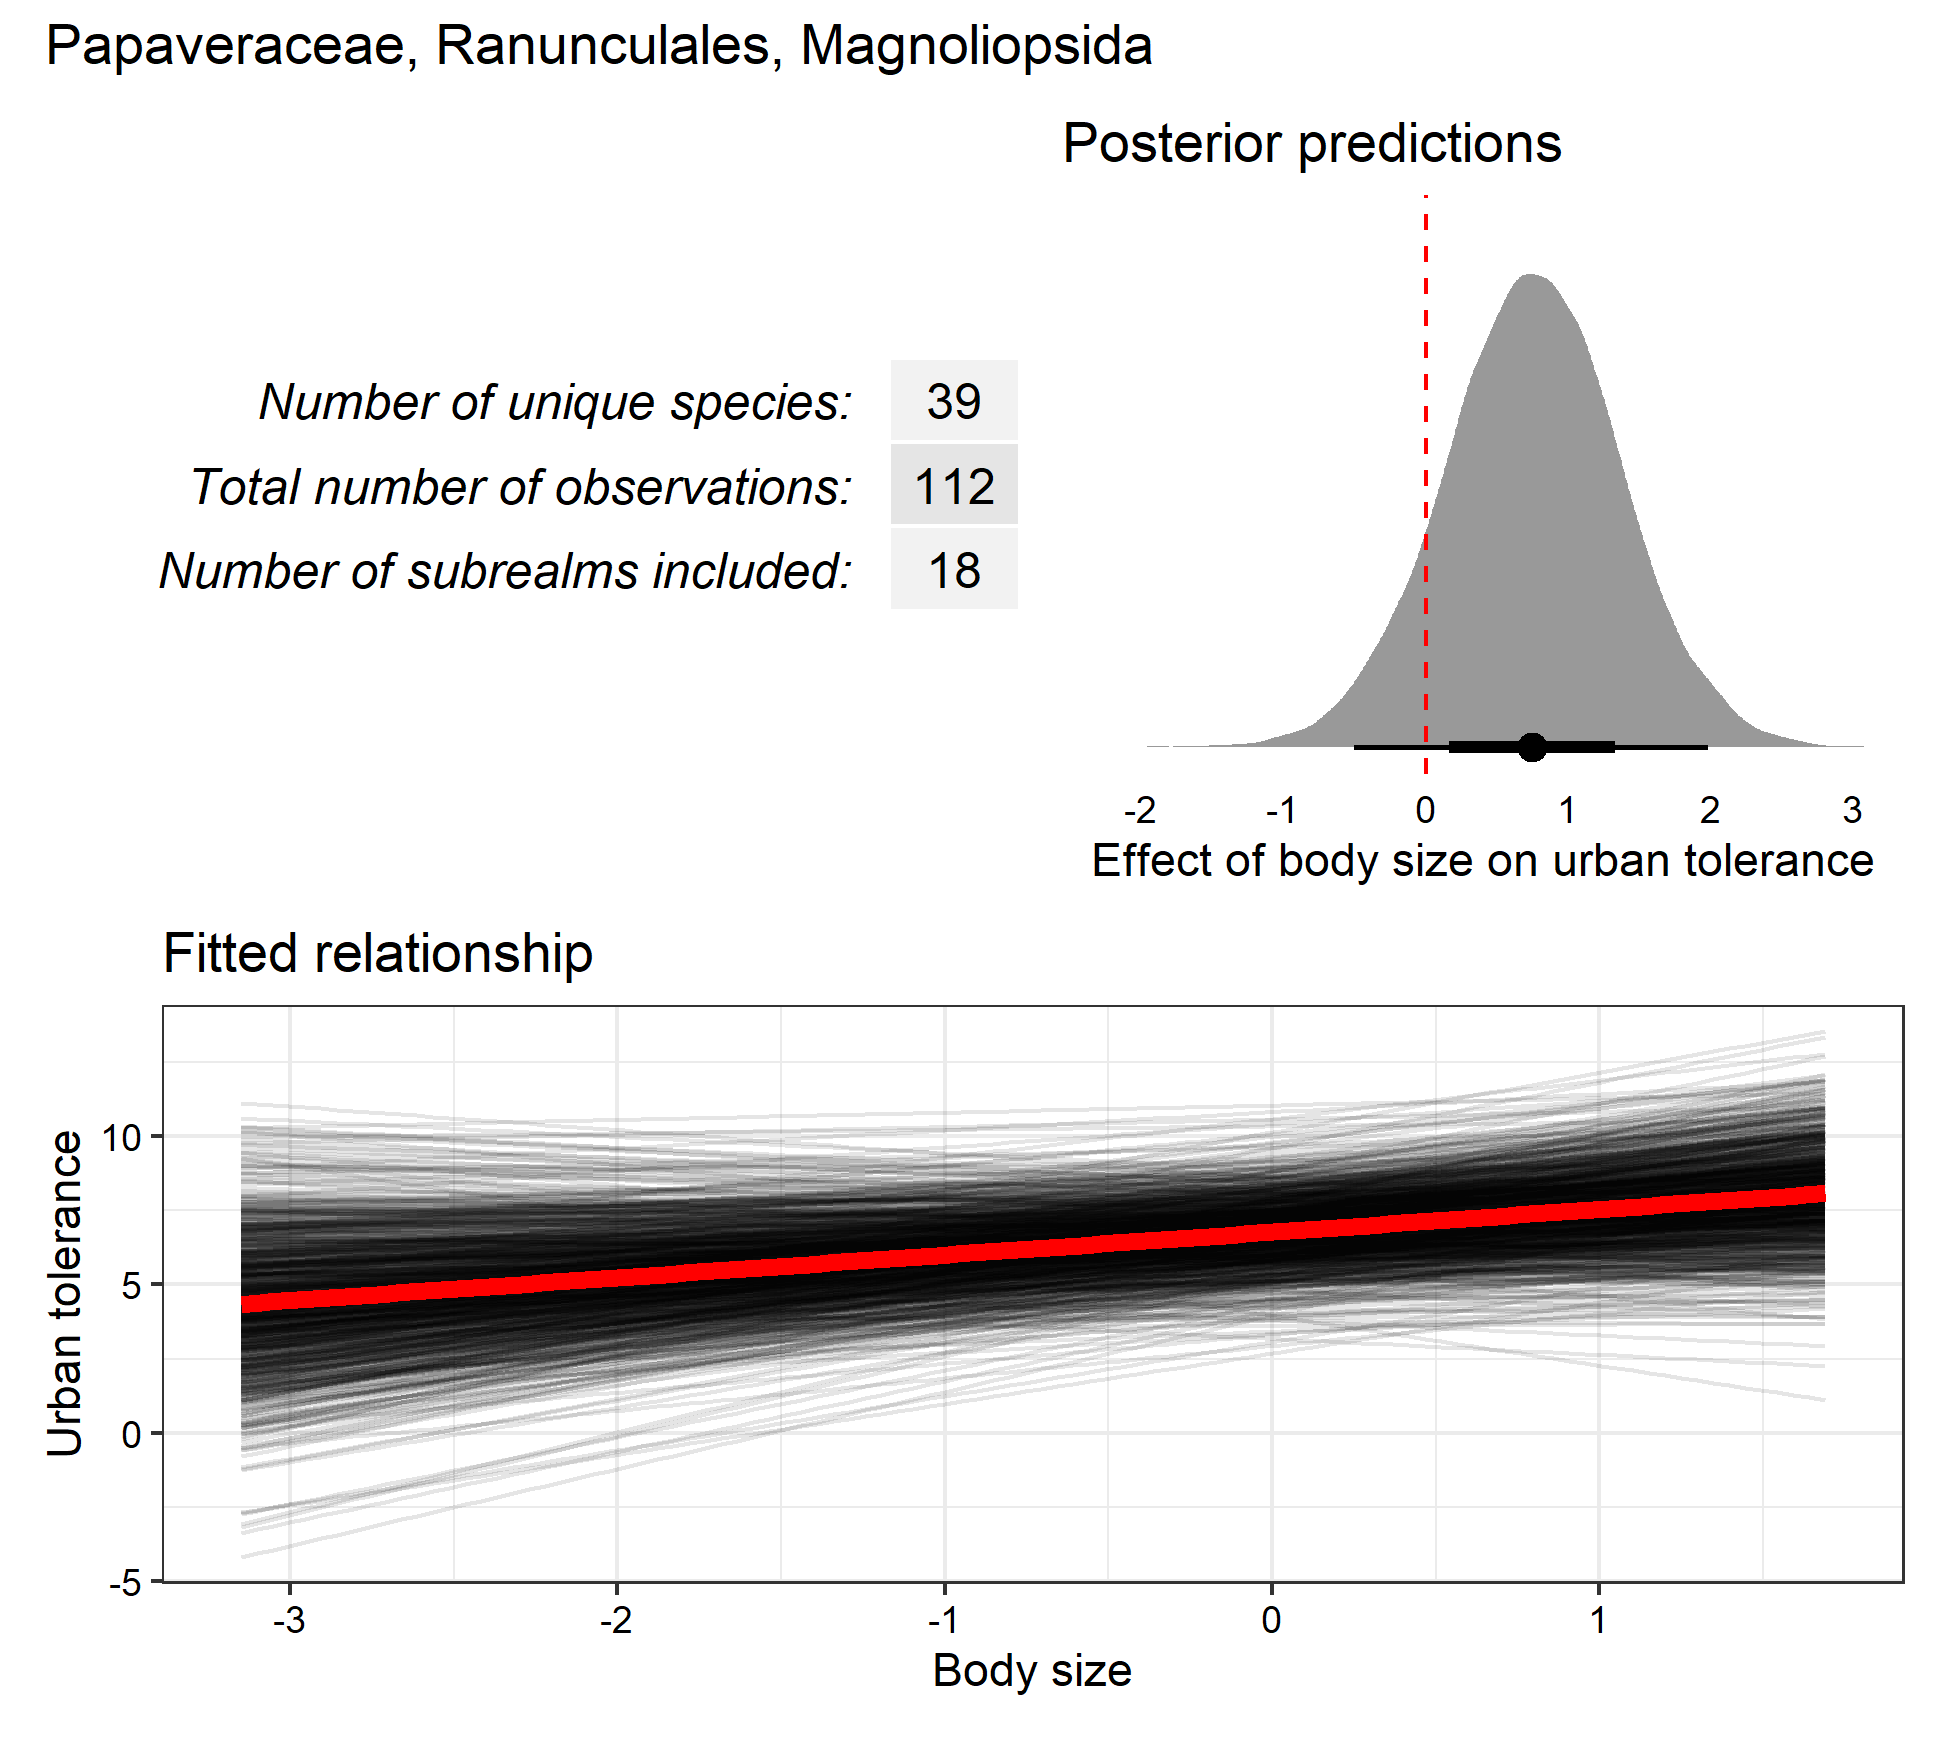 Papaveraceae, Ranunculales, Magnoliopsida
Posterior predictions
Number of unique species: 39
Total number of observations: 112
Number of subrealms included: 18
-2 -1 0 1 2 3
Effect of body size on urban tolerance
Fitted relationship
Urban tolerance
10
5
0
-5
-3 -2 -1 0 1
Body size